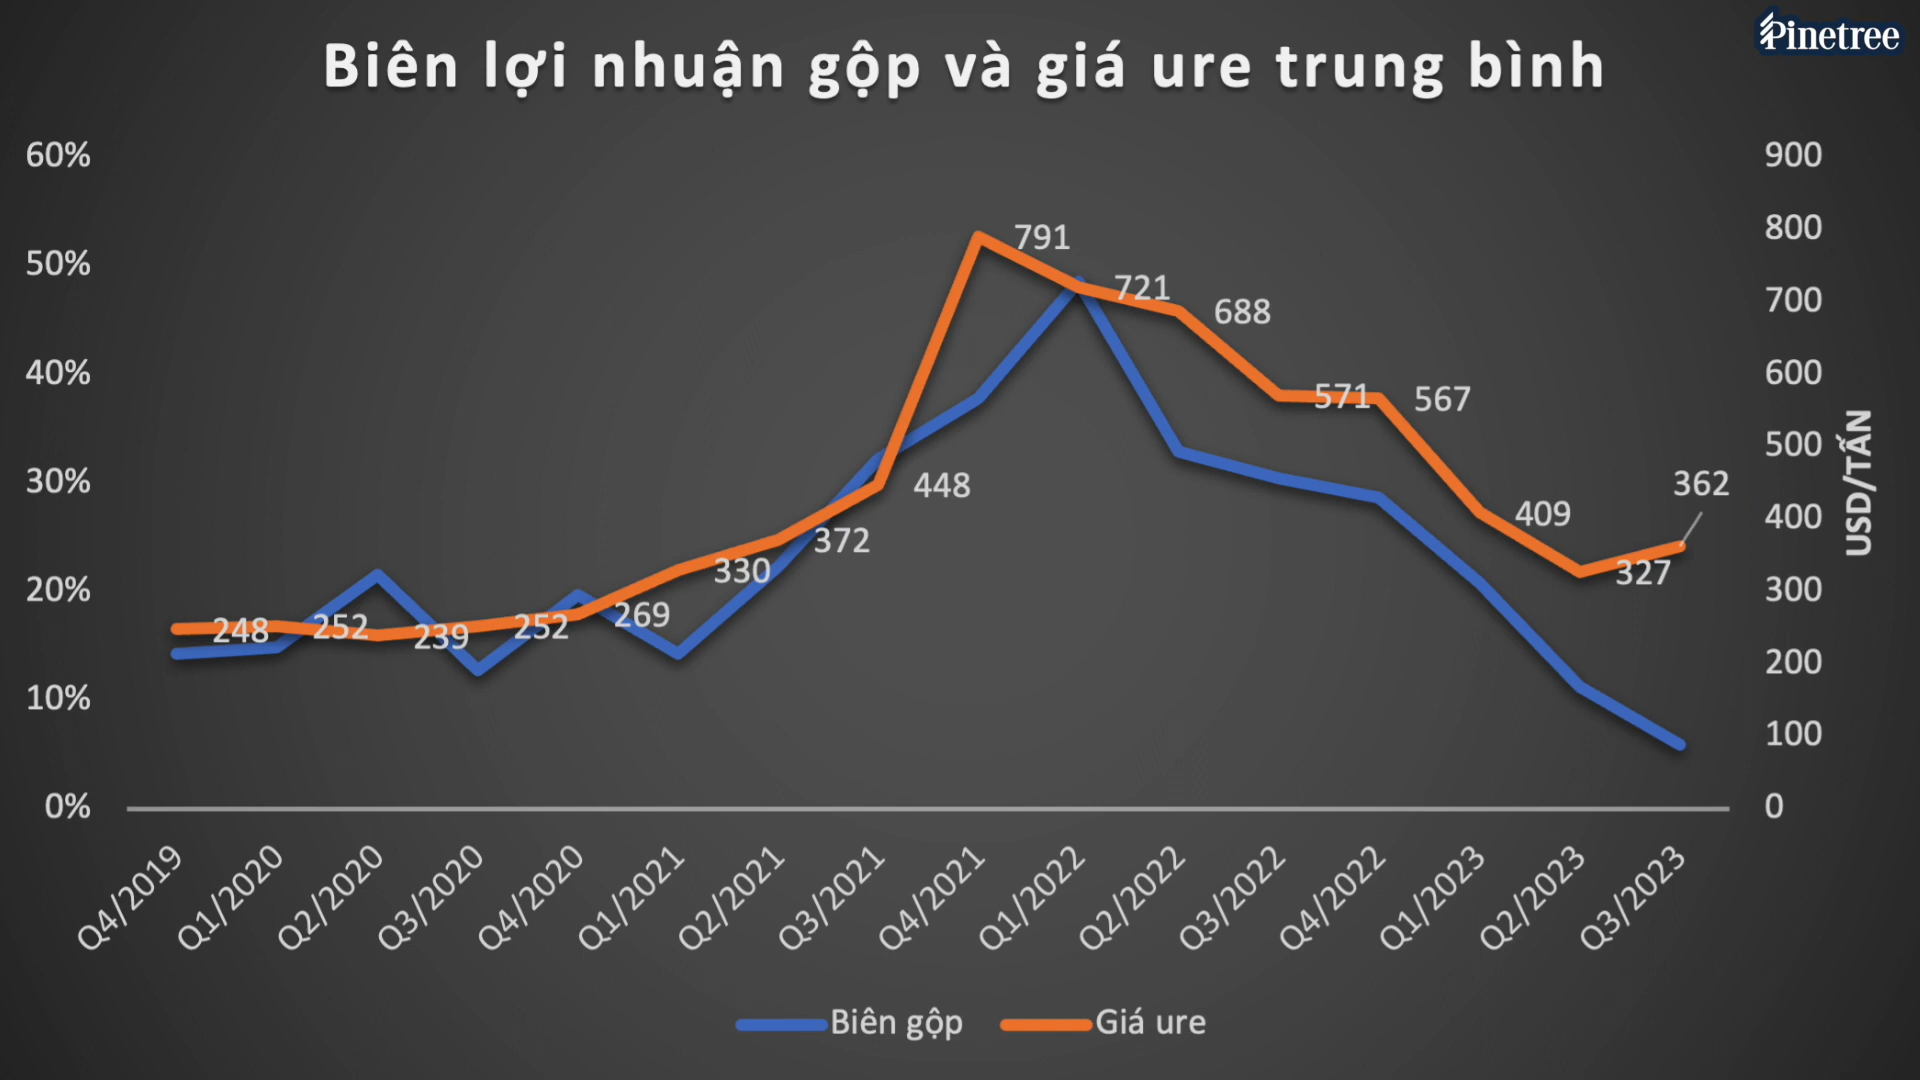 Pinetree
Biên lợi nhuận gộp và giá ure trung bình
60%
50%
40%
30%
20%
10%
0%
900
800
700
600
500
400
300
200
100
0
USD/TẤN
248
252
239
252
269
330
372
448
791
721
688
571
567
409
327
362
Q4/2019
Q1/2020
Q2/2020
Q3/2020
Q4/2020
Q1/2021
Q2/2021
Q3/2021
Q4/2021
Q1/2022
Q2/2022
Q3/2022
Q4/2022
Q1/2023
Q2/2023
Q3/2023
Biên gộp
Giá ure